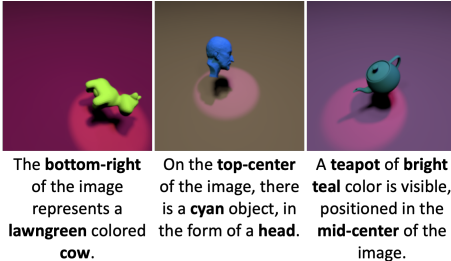 The bottom-right
of the image
represents a
lawngreen colored
cow.
On the top-center
of the image, there
is a cyan object, in
the form of a head.
A teapot of bright
teal color is visible,
positioned in the
mid-center of the
image.